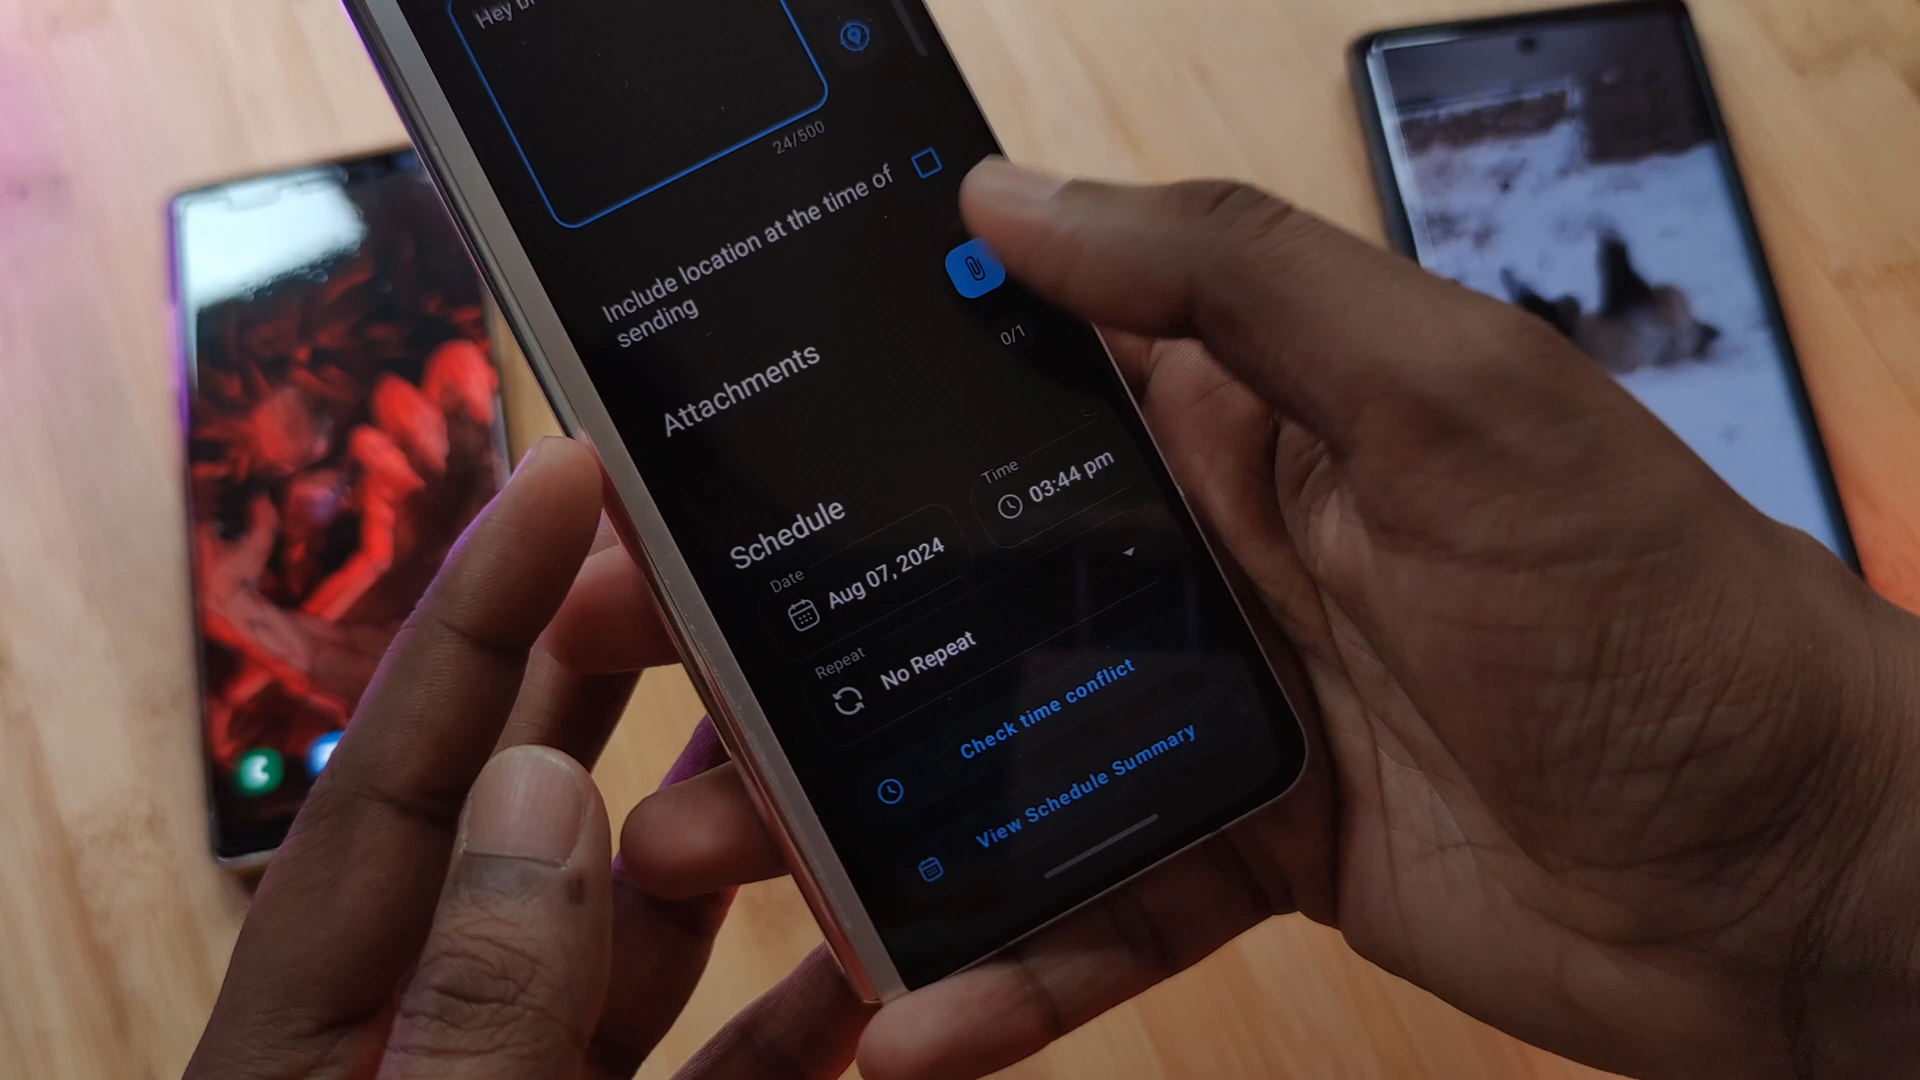 Hey
24/500
Include location at the time of
sending
Attachments
0/1
Schedule
Date
Aug 07, 2024
Time
03:44 pm
Repeat
No Repeat
Check time conflict
View Schedule Summary